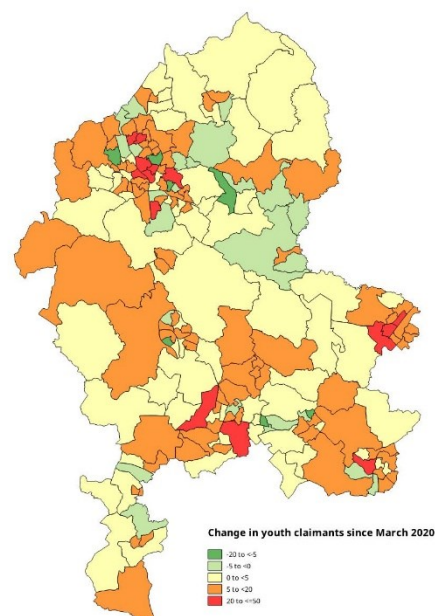 Change in youth claimants since March 2020
-20 to <-5
-5 to <0
0 to <5
5 to <20
20 to <=50